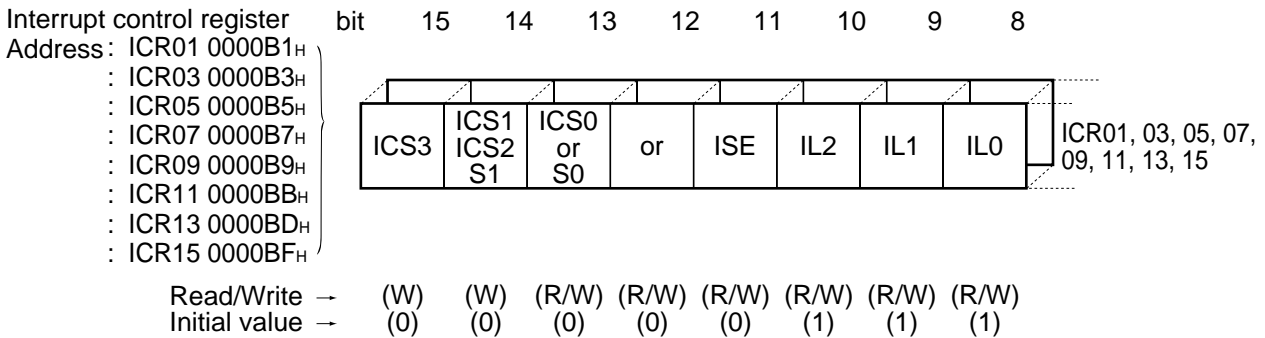 Interrupt control register bit 15 14 13 12 11 10 9 8
Address : ICR01 0000B1H
: ICR03 0000B3H
: ICR05 0000B5H
: ICR07 0000B7H
: ICR09 0000B9H
: ICR11 0000BBH
: ICR13 0000BDH
: ICR15 0000BFH
ICS3
ICS1
ICS2
S1
ICS0
or
S0
or
ISE
IL2
IL1
IL0
ICR01, 03, 05, 07,
09, 11, 13, 15
Read/Write → (W) (W) (R/W) (R/W) (R/W) (R/W) (R/W) (R/W)
Initial value → (0) (0) (0) (0) (0) (1) (1) (1)